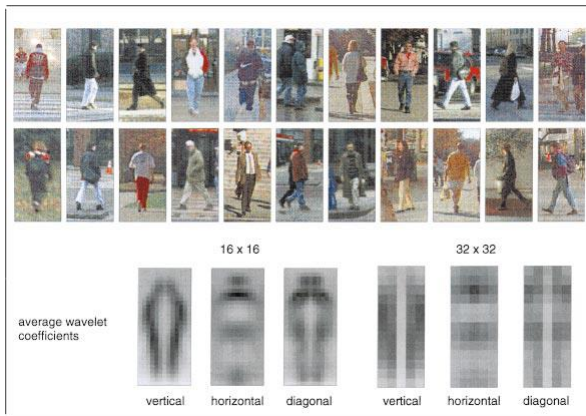 16 x 16
32 x 32
average wavelet
coefficients
vertical
horizontal
diagonal
vertical
horizontal
diagonal